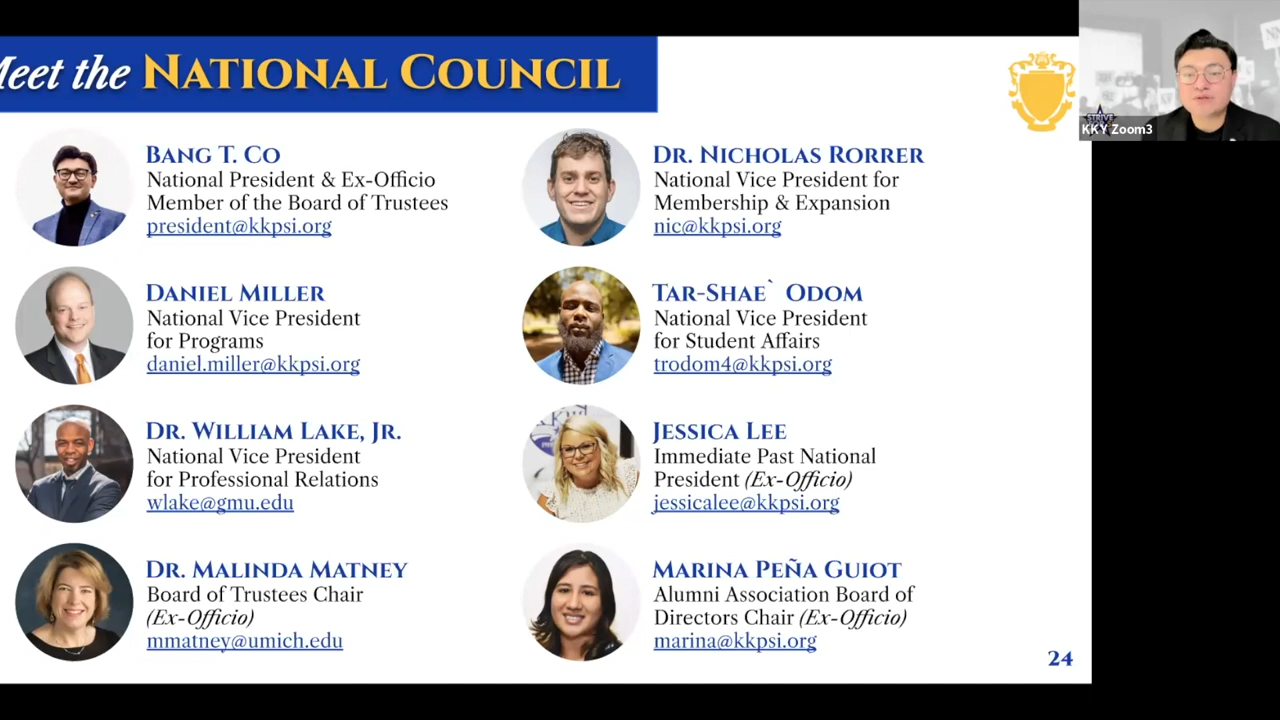 Meet the NATIONAL COUNCIL
BANG T. CO
National President & Ex-Officio
Member of the Board of Trustees
president@kkpsi.org
DR. NICHOLAS RORRER
National Vice President for
Membership & Expansion
nic@kkpsi.org
DANIEL MILLER
National Vice President
for Programs
daniel.miller@kkpsi.org
TAR-SHAE` ODOM
National Vice President
for Student Affairs
trodom4@kkpsi.org
DR. WILLIAM LAKE, JR.
National Vice President
for Professional Relations
wlake@gmu.edu
JESSICA LEE
Immediate Past National
President (Ex-Officio)
jessicalee@kkpsi.org
DR. MALINDA MATNEY
Board of Trustees Chair
(Ex-Officio)
mmatney@umich.edu
MARINA PEÑA GUIOT
Alumni Association Board of
Directors Chair (Ex-Officio)
marina@kkpsi.org
24
STRIVE
KKY Zoom3